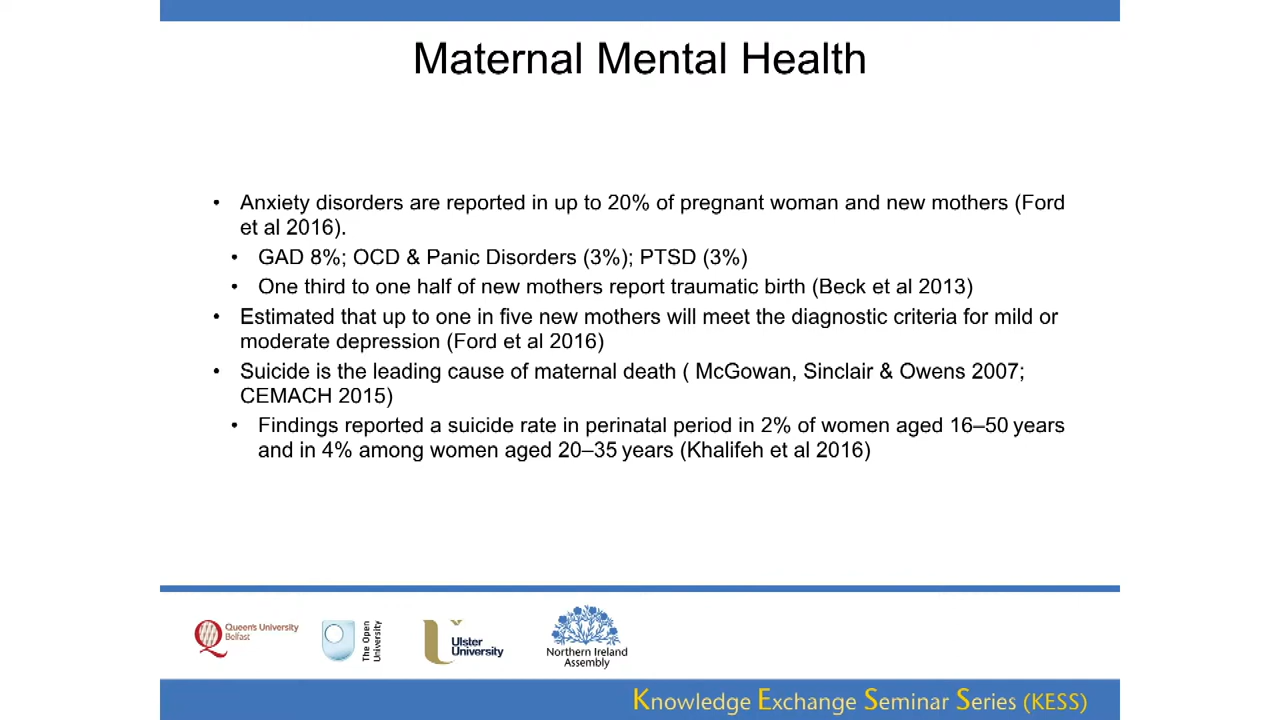 Maternal Mental Health
• Anxiety disorders are reported in up to 20% of pregnant woman and new mothers (Ford
et al 2016).
• GAD 8%; OCD & Panic Disorders (3%); PTSD (3%)
• One third to one half of new mothers report traumatic birth (Beck et al 2013)
• Estimated that up to one in five new mothers will meet the diagnostic criteria for mild or
moderate depression (Ford et al 2016)
• Suicide is the leading cause of maternal death ( McGowan, Sinclair & Owens 2007;
CEMACH 2015)
• Findings reported a suicide rate in perinatal period in 2% of women aged 16–50 years
and in 4% among women aged 20–35 years (Khalifeh et al 2016)
Queen's University
Belfast
The Open
University
Ulster
University
Northern Ireland
Assembly
Knowledge Exchange Seminar Series (KESS)